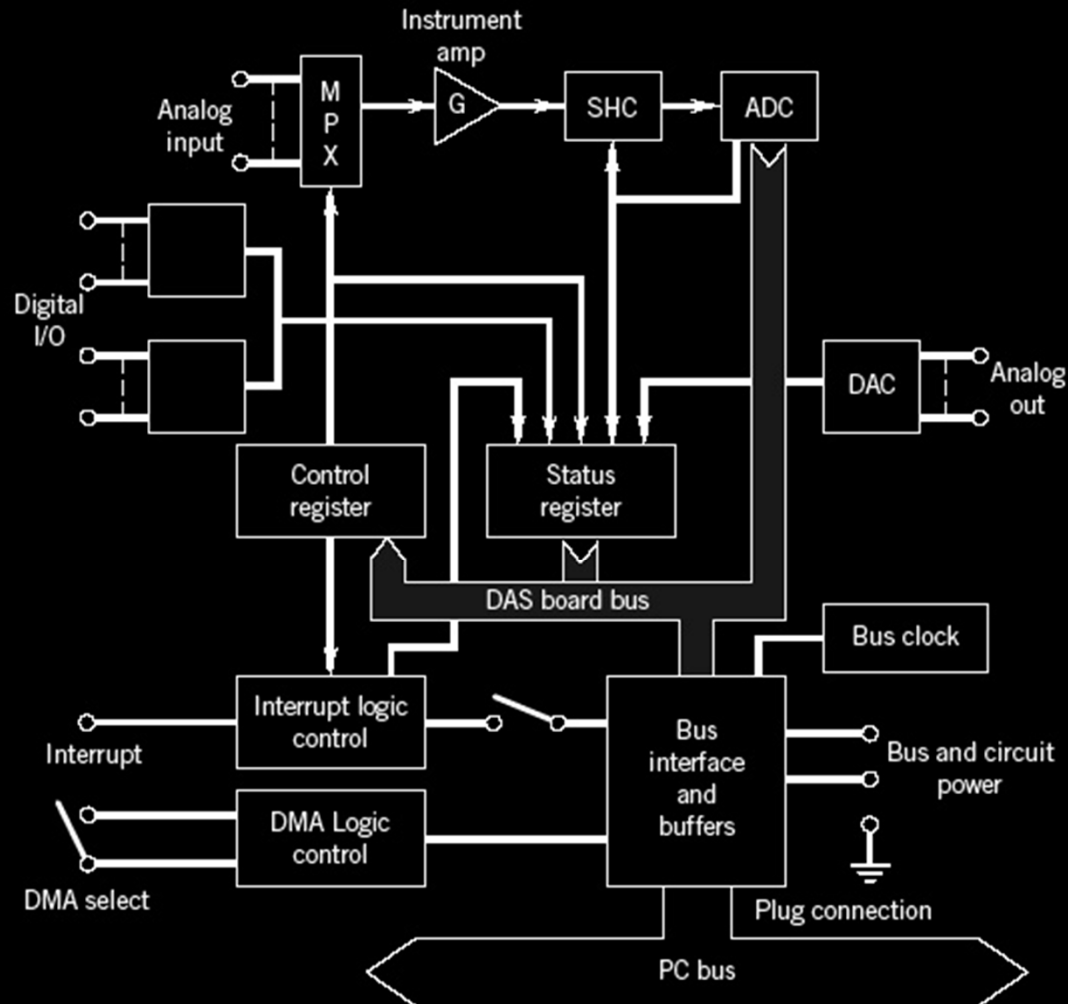 Instrument
amp
Analog
input
M
P
X
G
SHC
ADC
Digital
I/O
DAC
Analog
out
Control
register
Status
register
DAS board bus
Bus clock
Interrupt logic
control
Interrupt
Bus
interface
and
buffers
Bus and circuit
power
DMA Logic
control
DMA select
Plug connection
PC bus